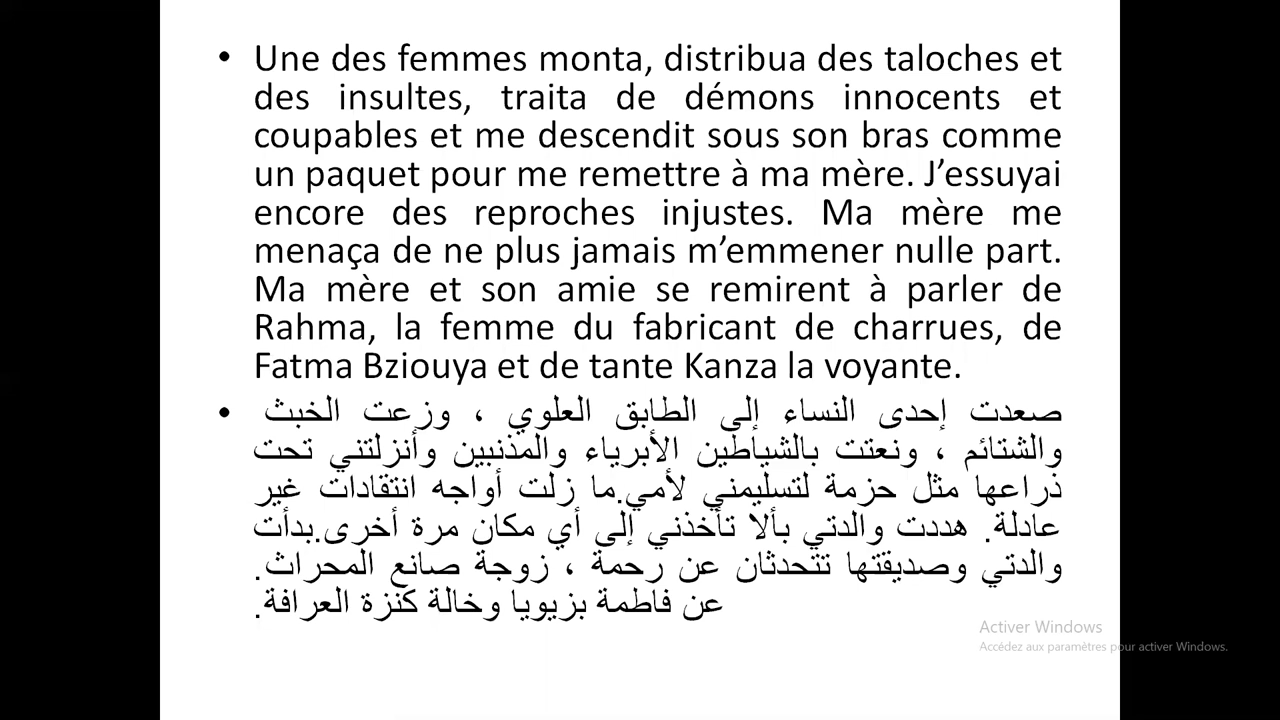 • Une des femmes monta, distribua des taloches et
des insultes, traita de démons innocents et
coupables et me descendit sous son bras comme
un paquet pour me remettre à ma mère. J’essuyai
encore des reproches injustes. Ma mère me
menaça de ne plus jamais m’emmener nulle part.
Ma mère et son amie se remirent à parler de
Rahma, la femme du fabricant de charrues, de
Fatma Bziouya et de tante Kanza la voyante.
• صعدت إحدى النساء إلى الطابق العلوي ، وزعت الخبث
والشتائم ، ونعتت بالشياطين الأبرياء والمذنبين وأنزلتني تحت
ذراعها مثل حزمة لتسليمني لأمي.ما زلت أواجه انتقادات غير
عادلة. هددت والدتي بألا تأخذني إلى أي مكان مرة أخرى.بدأت
والدتي وصديقتها تتحدثان عن رحمة ، زوجة صانع المحراث.
عن فاطمة بزيويا وخالة كنزة العرافة.
Activer Windows
Accédez aux paramètres pour activer Windows.